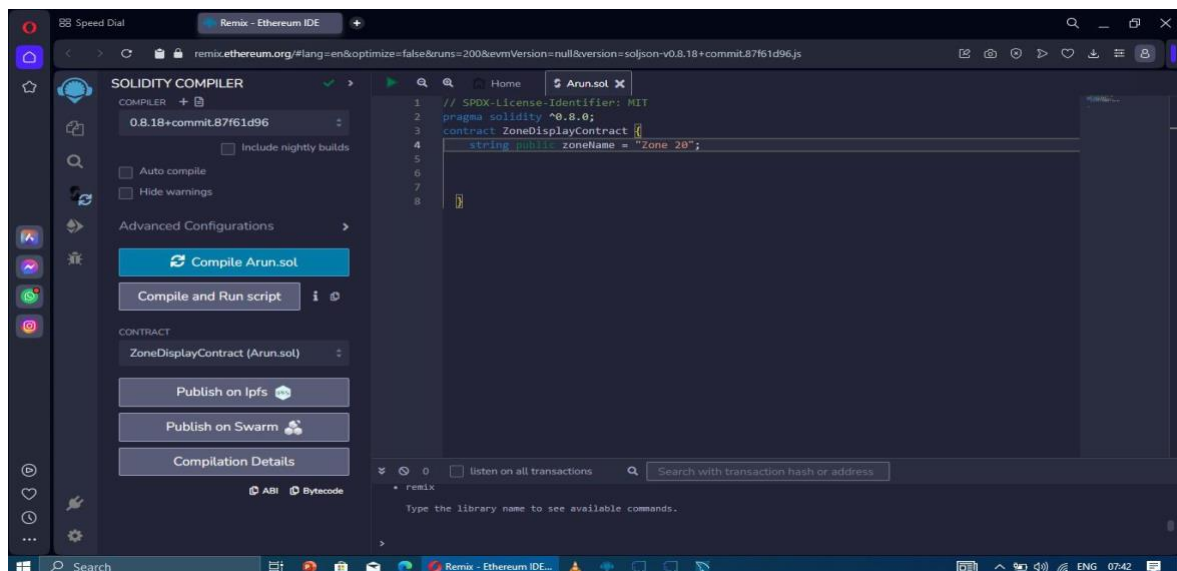 Speed Dial
Remix - Ethereum IDE
remix.ethereum.org/#lang=en&optimize=false&runs=200&evmVersion=null&version=soljson-v0.8.18+commit.87f61d96.js
SOLIDITY COMPILER
COMPILER
0.8.18+commit.87f61d96
Include nightly builds
Auto compile
Hide warnings
Advanced Configurations
Compile Arun.sol
Compile and Run script
CONTRACT
ZoneDisplayContract (Arun.sol)
Publish on Ipfs
Publish on Swarm
Compilation Details
ABI
Bytecode
Home
Arun.sol
1 // SPDX-License-Identifier: MIT
2 pragma solidity ^0.8.0;
3 contract ZoneDisplayContract {
4 string public zoneName = "Zone 20";
5
6
7
8 }
0
listen on all transactions
Search with transaction hash or address
remix
Type the library name to see available commands.
>
Search
Remix - Ethereum IDE...
ENG
07:42